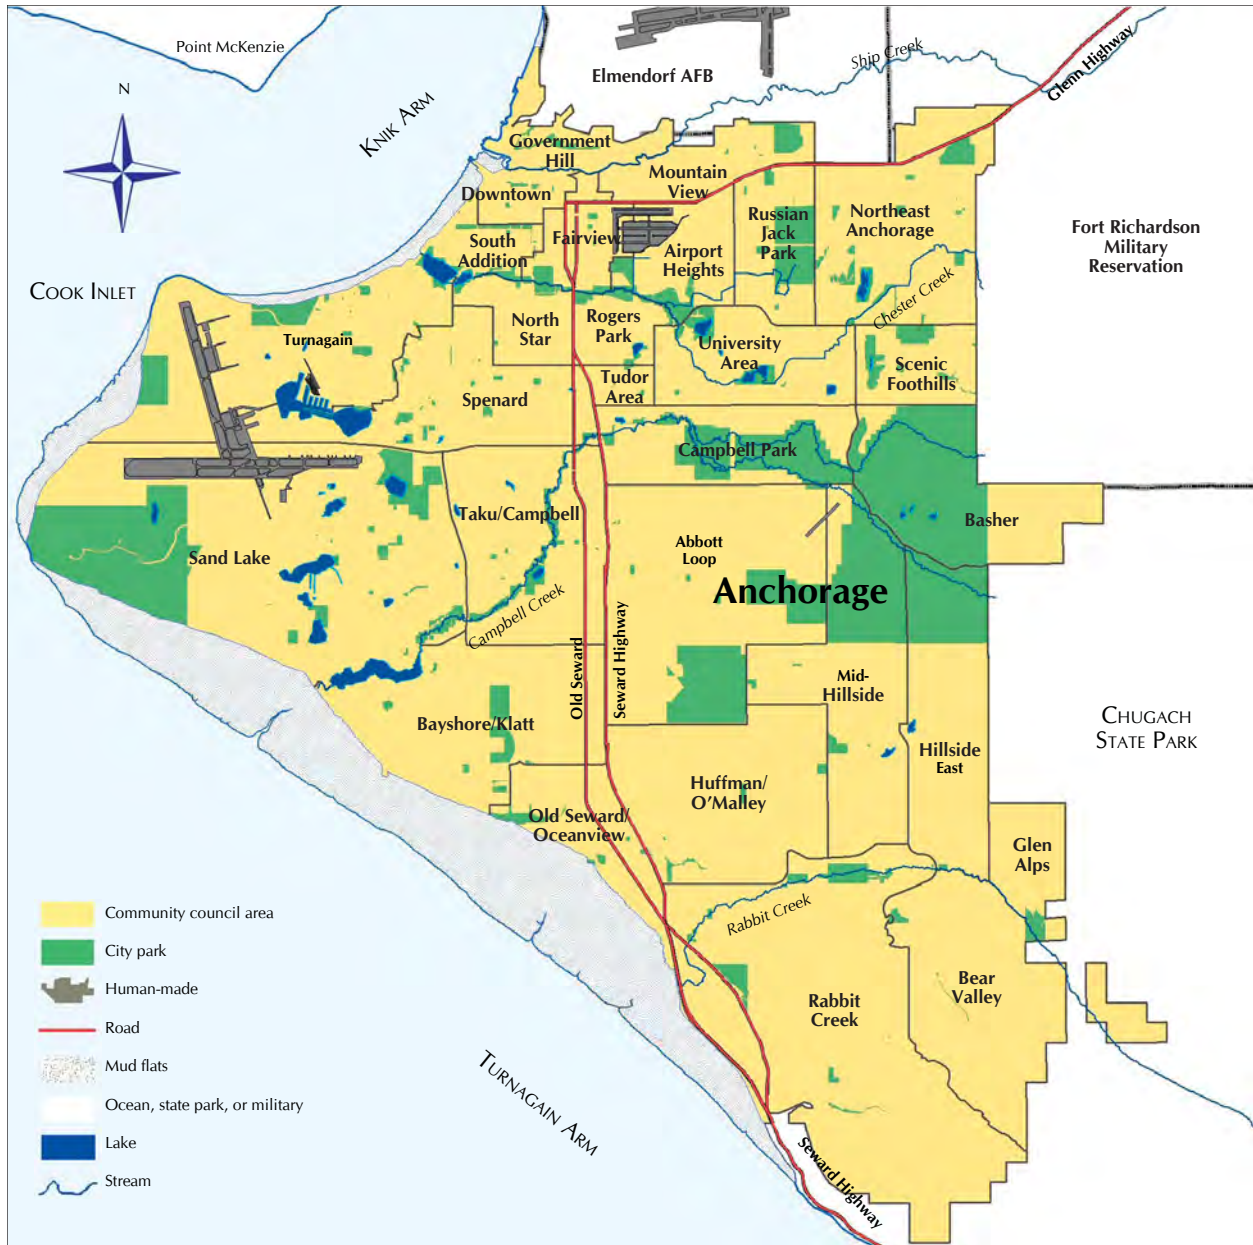 Point McKenzie
N
Knik Arm
Elmendorf AFB
Ship Creek
Glenn Highway
Government
Hill
Mountain
View
Downtown
Russian
Jack
Park
Northeast
Anchorage
South
Addition
Fairview
Airport
Heights
Fort Richardson
Military
Reservation
Cook Inlet
Chester Creek
Turnagain
North
Star
Rogers
Park
University
Area
Scenic
Foothills
Spenard
Tudor
Area
Campbell Park
Taku/Campbell
Basher
Sand Lake
Abbott
Loop
Anchorage
Campbell Creek
Old Seward
Seward Highway
Mid-
Hillside
Bayshore/Klatt
Chugach
State Park
Hillside
East
Huffman/
O'Malley
Old Seward/
Oceanview
Glen
Alps
Rabbit Creek
Bear
Valley
Rabbit
Creek
Turnagain Arm
Seward Highway
Community council area
City park
Human-made
Road
Mud flats
Ocean, state park, or military
Lake
Stream